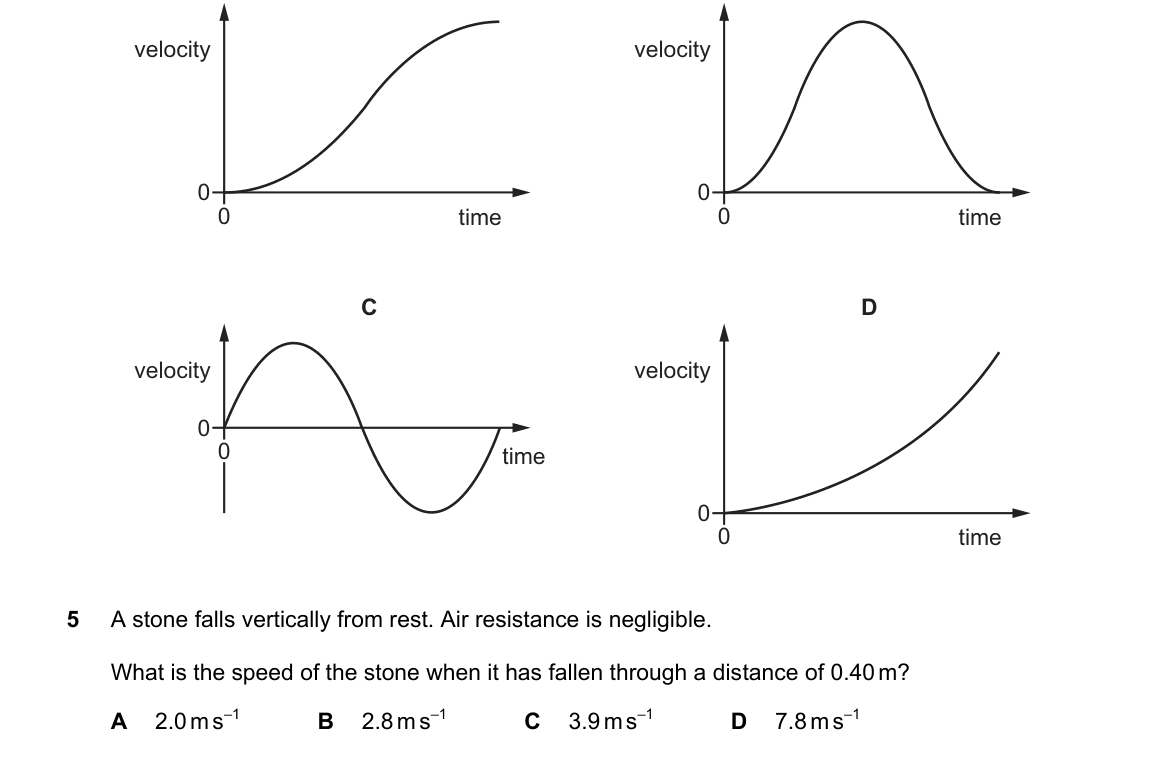 velocity
velocity
0
0
0
0
time
time
C
D
velocity
velocity
0
0
time
0
0
time
5 A stone falls vertically from rest. Air resistance is negligible.
What is the speed of the stone when it has fallen through a distance of 0.40 m?
A 2.0 m s⁻¹ B 2.8 m s⁻¹ C 3.9 m s⁻¹ D 7.8 m s⁻¹